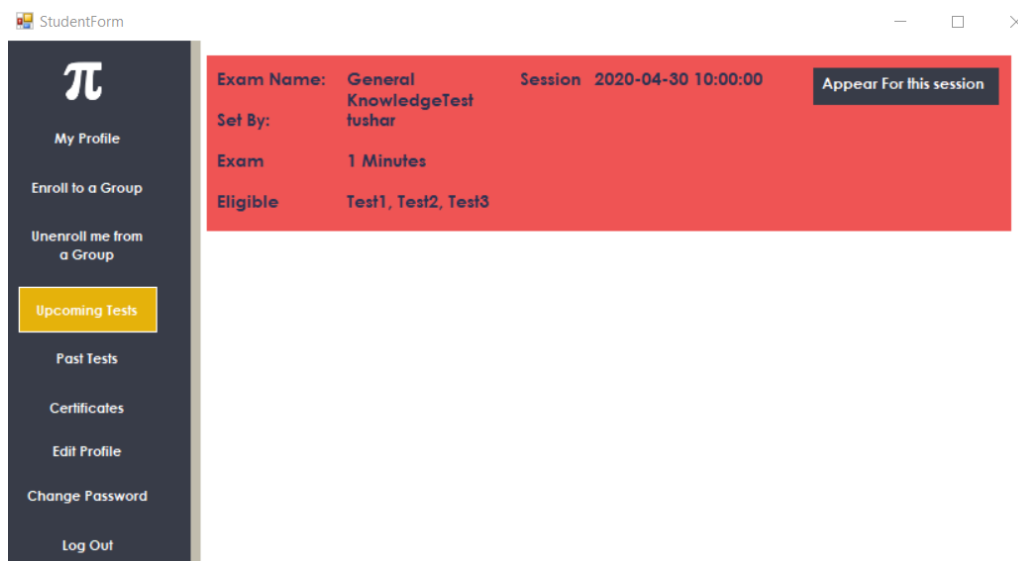 StudentForm
π
My Profile
Enroll to a Group
Unenroll me from
a Group
Upcoming Tests
Past Tests
Certificates
Edit Profile
Change Password
Log Out
Exam Name: General Session 2020-04-30 10:00:00 Appear For this session
KnowledgeTest
Set By: tushar
Exam 1 Minutes
Eligible Test1, Test2, Test3